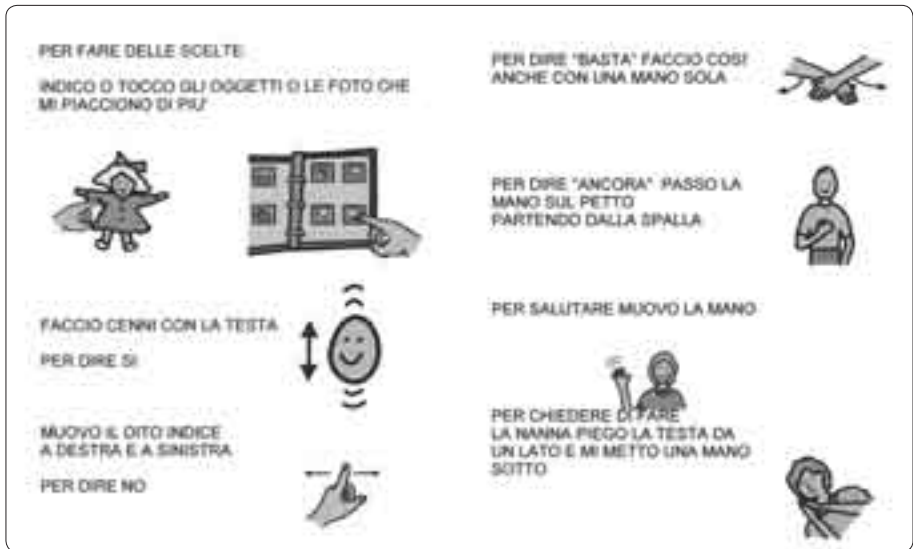 PER FARE DELLE SCELTE
INDICO O TOCCO GLI OGGETTI O LE FOTO CHE
MI PIACCIONO DI PIU'
FACCIO CENNI CON LA TESTA
PER DIRE SI
MUOVO IL DITO INDICE
A DESTRA E A SINISTRA
PER DIRE NO
PER DIRE "BASTA" FACCIO COSI'
ANCHE CON UNA MANO SOLA
PER DIRE "ANCORA" PASSO LA
MANO SUL PETTO
PARTENDO DALLA SPALLA
PER SALUTARE MUOVO LA MANO
PER CHIEDERE DI FARE
LA NANNA PIEGO LA TESTA DA
UN LATO E MI METTO UNA MANO
SOTTO